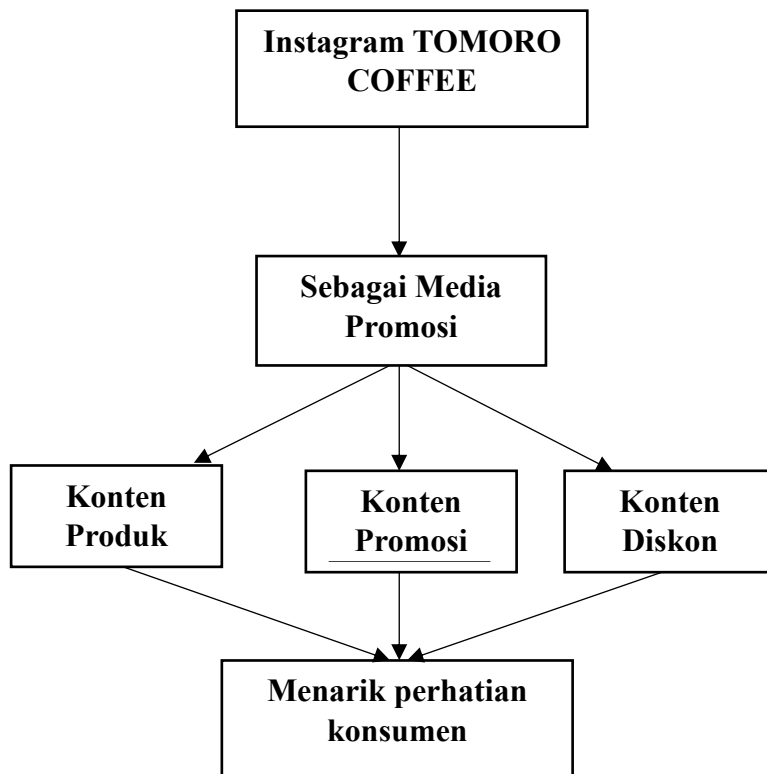 Instagram TOMORO
COFFEE
Sebagai Media
Promosi
Konten
Produk
Konten
Promosi
Konten
Diskon
Menarik perhatian
konsumen